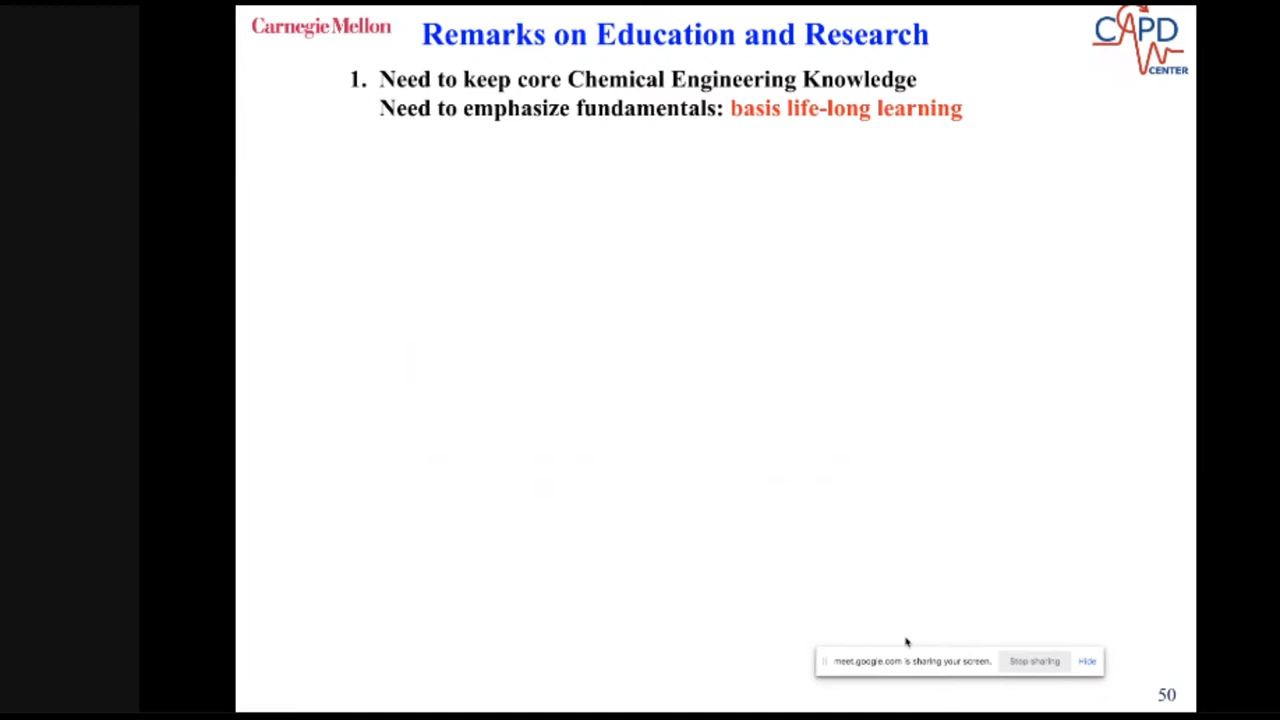 Carnegie Mellon
Remarks on Education and Research
CAPD
CENTER
1. Need to keep core Chemical Engineering Knowledge
Need to emphasize fundamentals: basis life-long learning
meet.google.com is sharing your screen.
Stop sharing
Hide
50